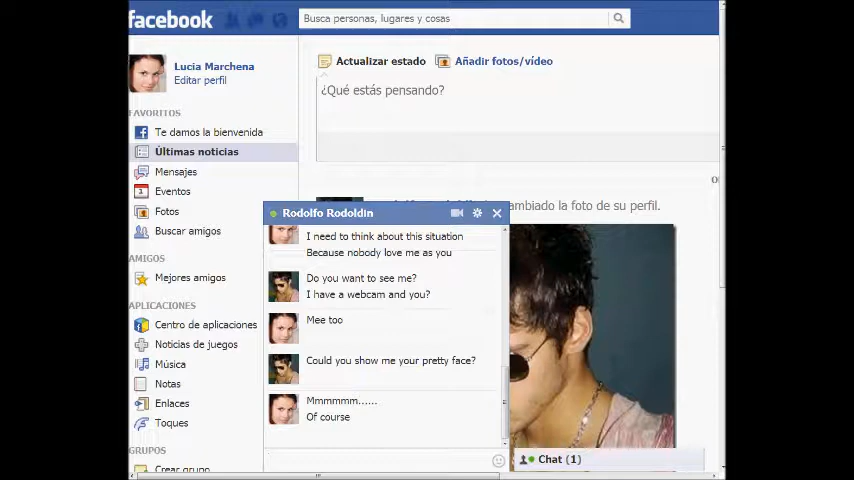 facebook
Busca personas, lugares y cosas
Lucia Marchena
Editar perfil
Actualizar estado
Añadir fotos/vídeo
¿Qué estás pensando?
FAVORITOS
Te damos la bienvenida
Últimas noticias
Mensajes
Eventos
1
Fotos
Buscar amigos
AMIGOS
Mejores amigos
APLICACIONES
Centro de aplicaciones
Noticias de juegos
Música
Notas
Enlaces
Toques
GRUPOS
Crear grupo
ambiado la foto de su perfil.
Rodolfo Rodoldin
I need to think about this situation
Because nobody love me as you
Do you want to see me?
I have a webcam and you?
Mee too
Could you show me your pretty face?
Mmmmmm......
Of course
Chat (1)